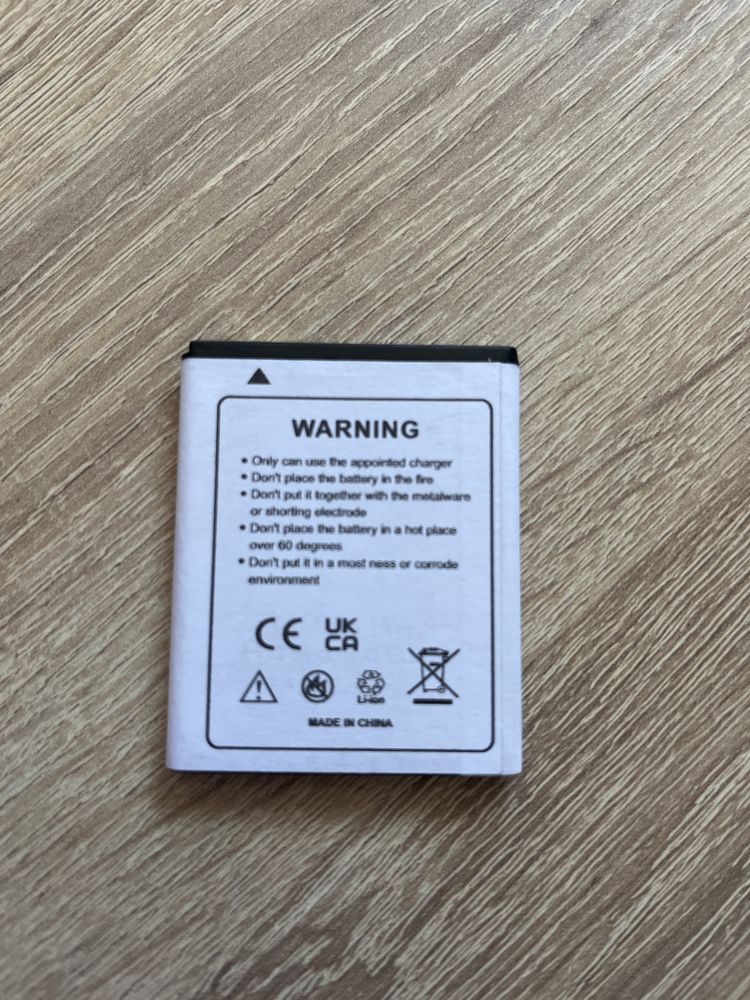 WARNING
• Only can use the appointed charger
• Don't place the battery in the fire
• Don't put it together with the metalware
or shorting electrode
• Don't place the battery in a hot place
over 60 degrees
• Don't put it in a most ness or corrode
environment
CE UK
CA
Li-ion
MADE IN CHINA